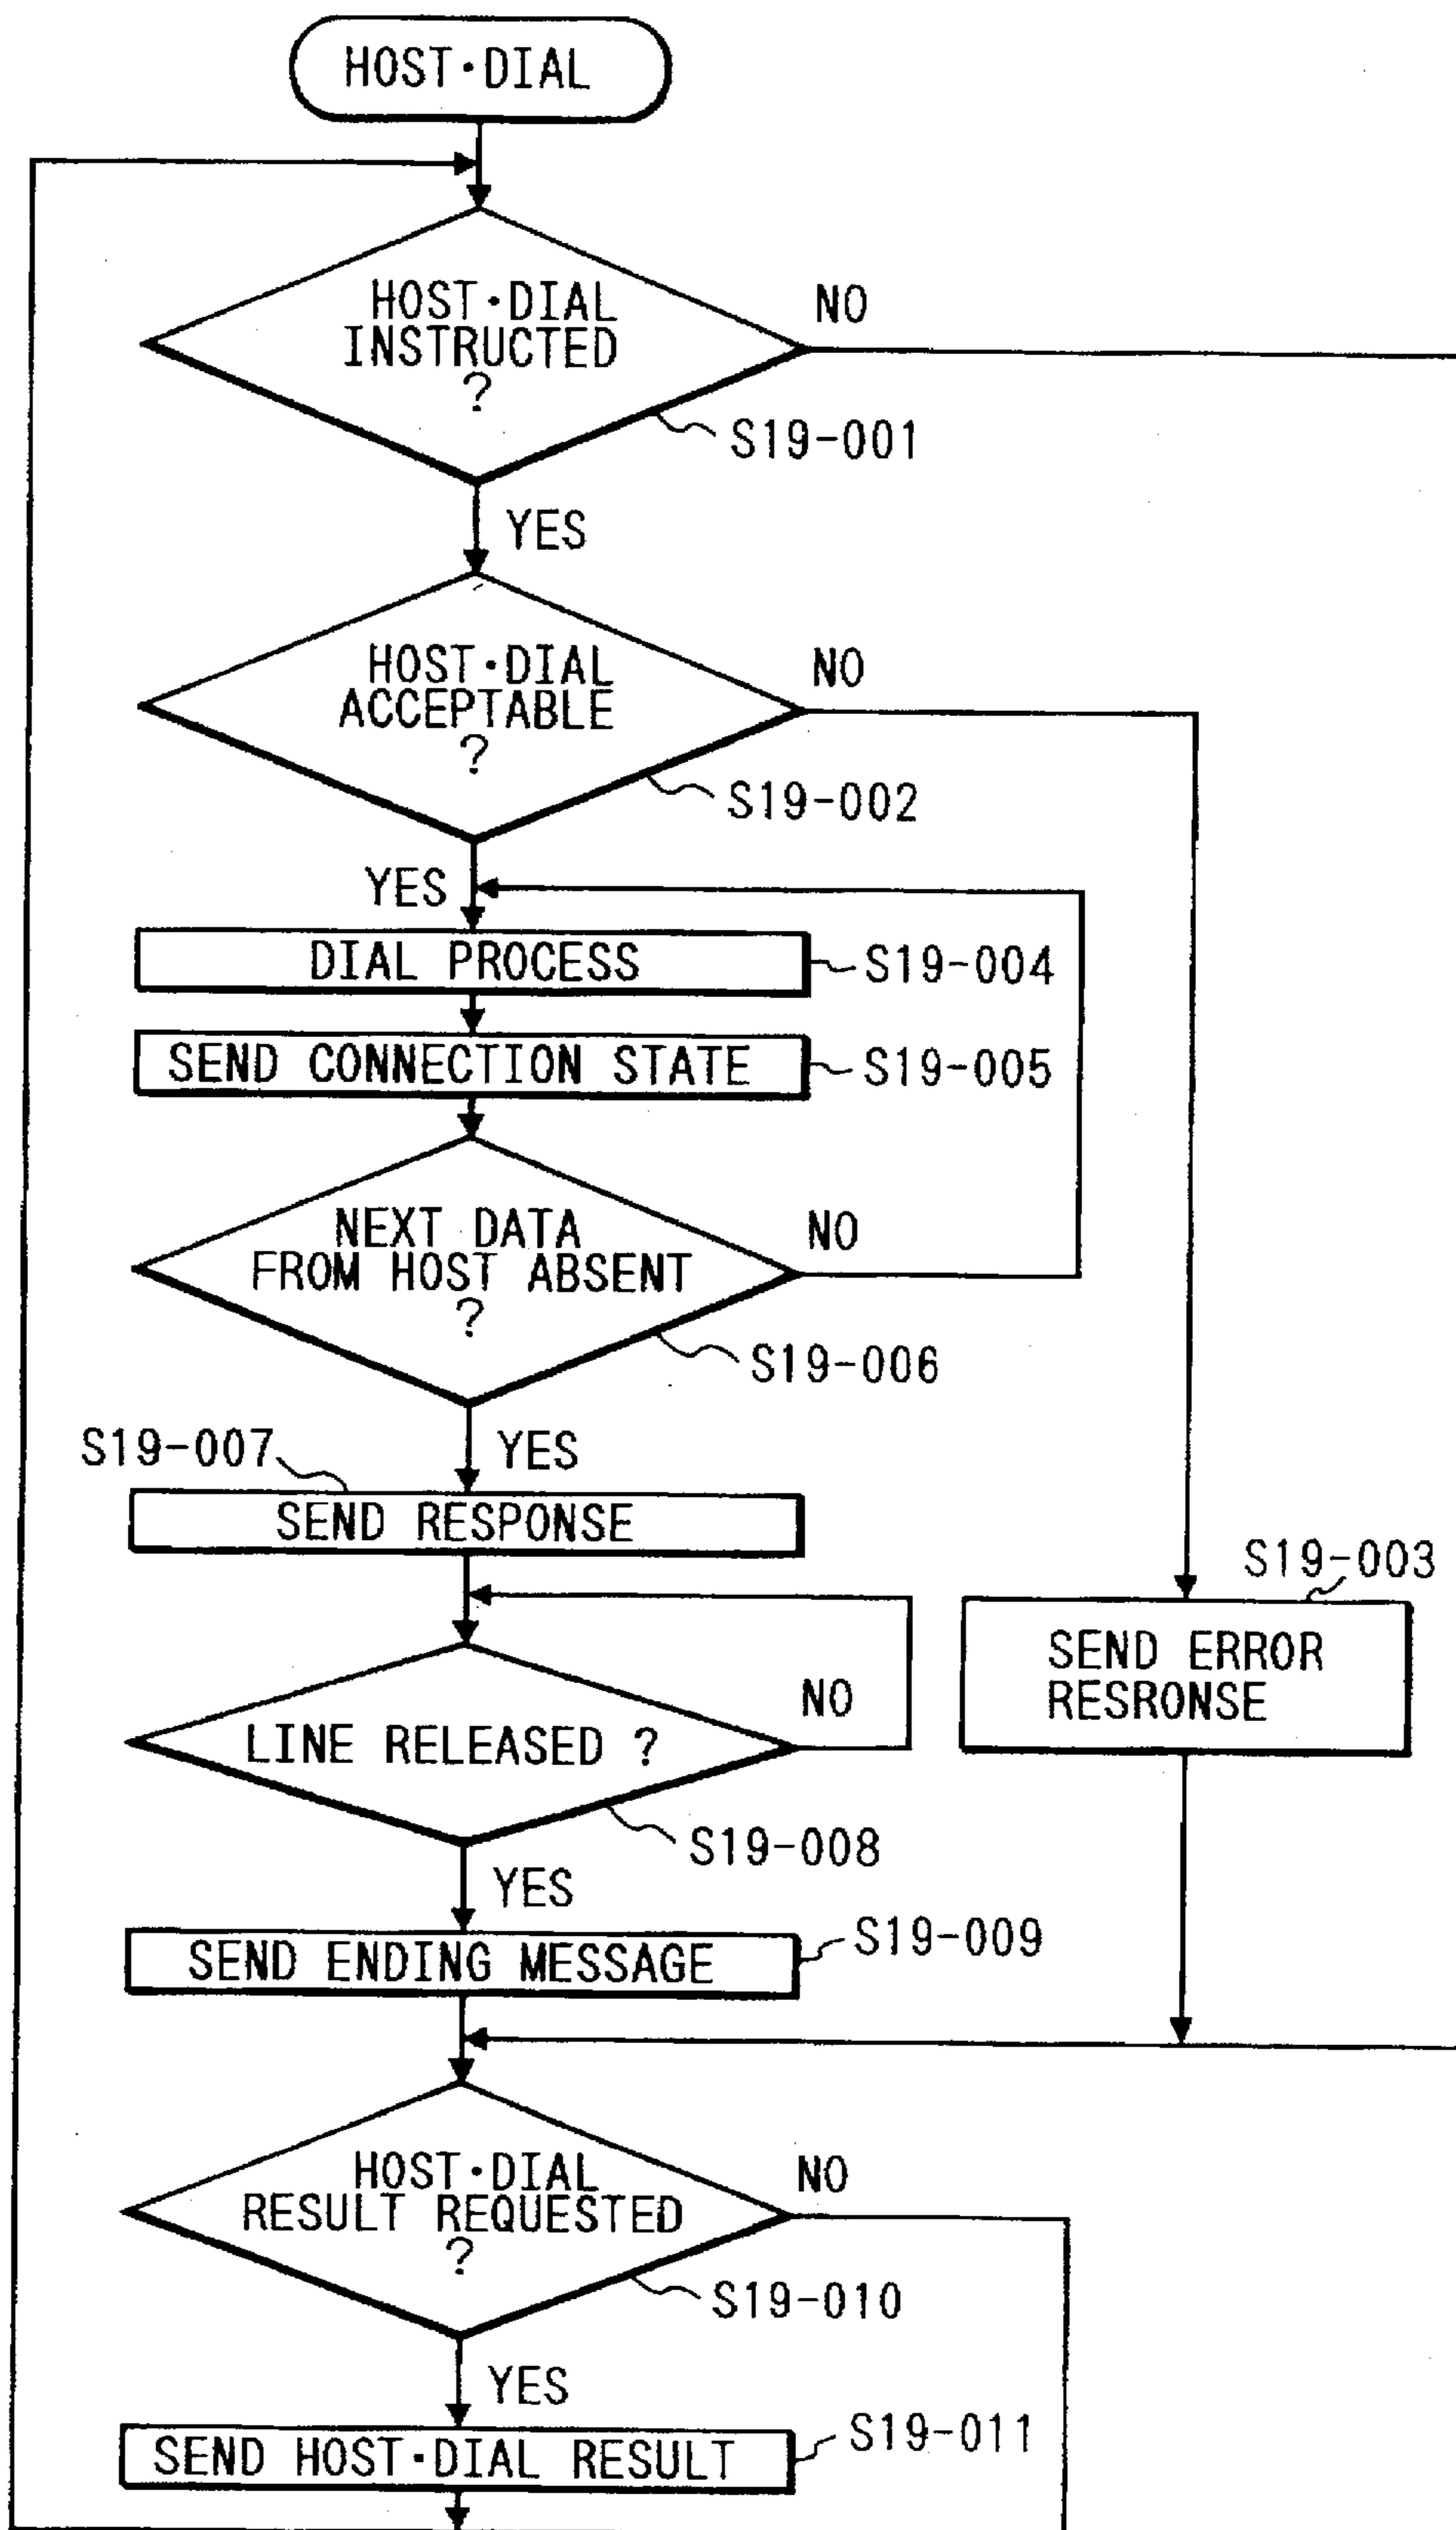 HOST·DIAL
HOST·DIAL
INSTRUCTED
?
NO
S19-001
YES
HOST·DIAL
ACCEPTABLE
?
NO
S19-002
YES
DIAL PROCESS
S19-004
SEND CONNECTION STATE
S19-005
NEXT DATA
FROM HOST ABSENT
?
NO
S19-006
YES
S19-007
SEND RESPONSE
S19-003
SEND ERROR
RESRONSE
LINE RELEASED ?
NO
S19-008
YES
SEND ENDING MESSAGE
S19-009
HOST·DIAL
RESULT REQUESTED
?
NO
S19-010
YES
SEND HOST·DIAL RESULT
S19-011